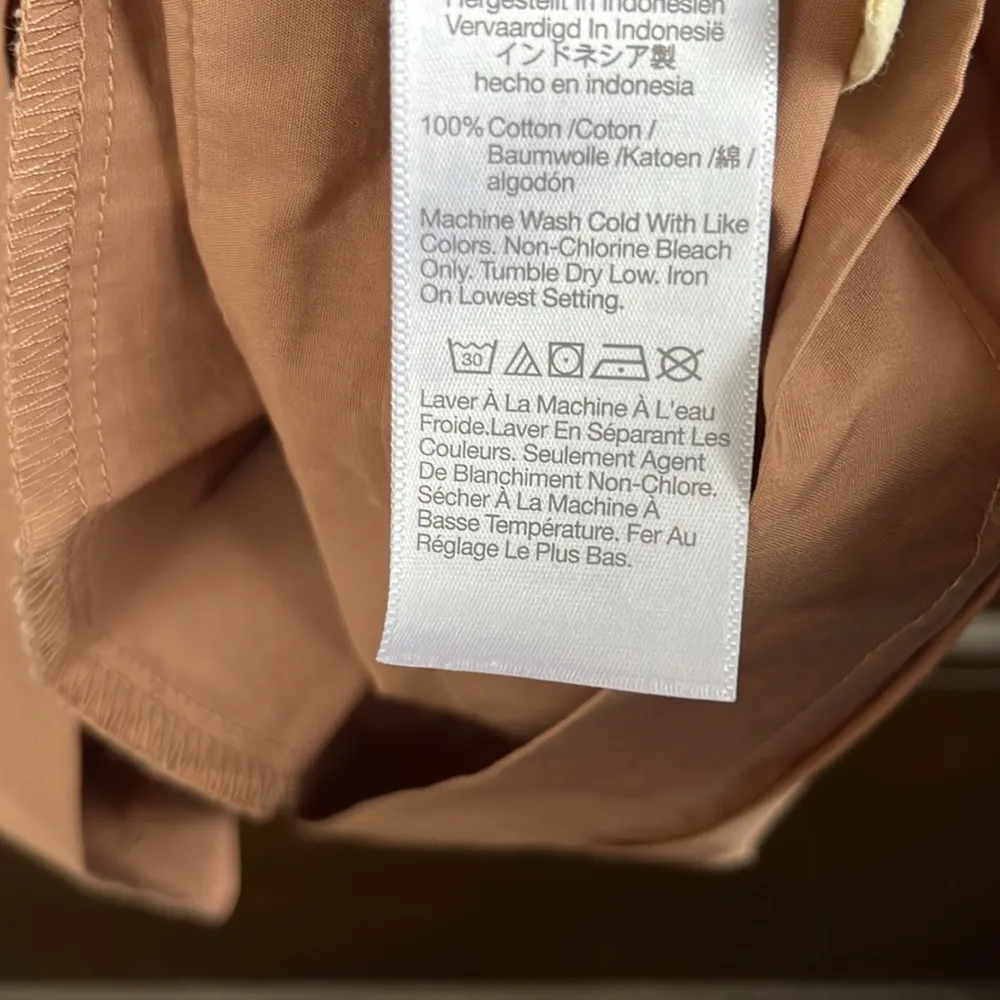 Hergestellt In Indonesien
Vervaardigd In Indonesië
インドネシア製
hecho en indonesia
100% Cotton /Coton /
Baumwolle /Katoen /綿 /
algodón
Machine Wash Cold With Like
Colors. Non-Chlorine Bleach
Only. Tumble Dry Low. Iron
On Lowest Setting.
30
Laver À La Machine À L'eau
Froide.Laver En Séparant Les
Couleurs. Seulement Agent
De Blanchiment Non-Chlore.
Sécher À La Machine À
Basse Température. Fer Au
Réglage Le Plus Bas.